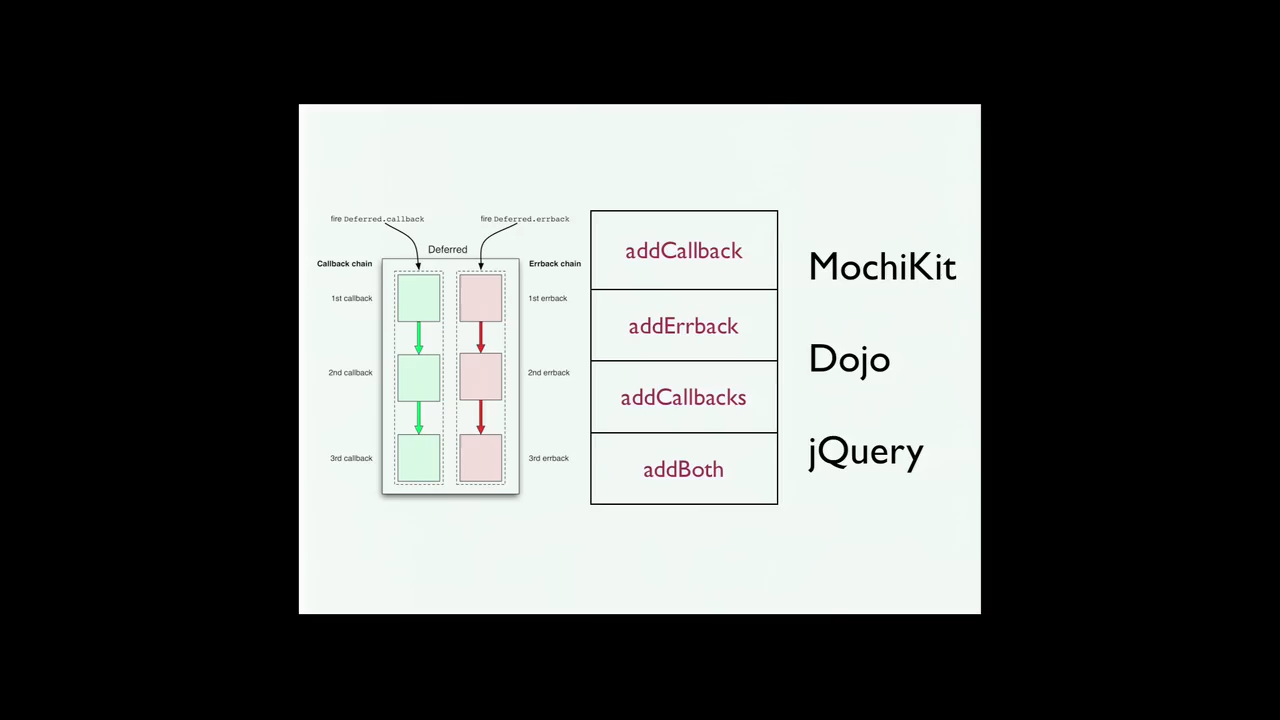 fire Deferred.callback
fire Deferred.errback
Deferred
Callback chain
Errback chain
1st callback
1st errback
2nd callback
2nd errback
3rd callback
3rd errback
addCallback
addErrback
addCallbacks
addBoth
MochiKit
Dojo
jQuery